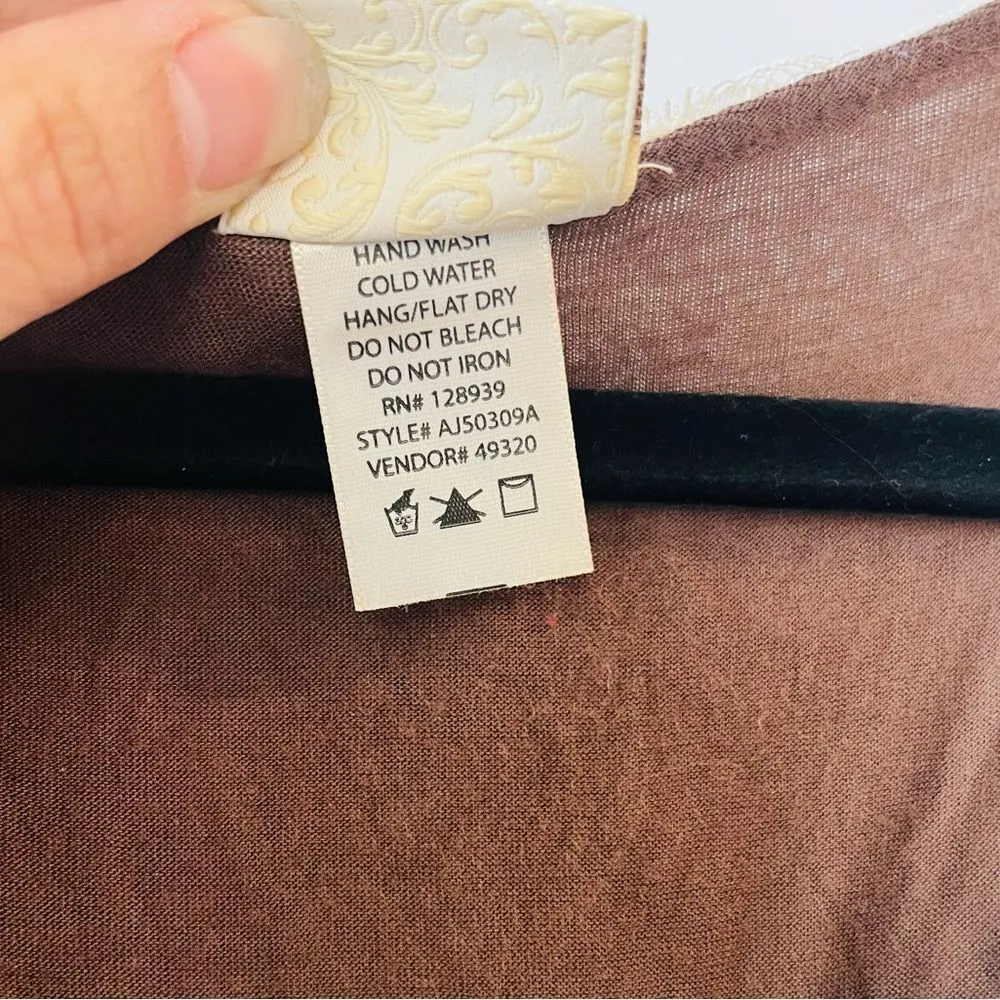 HAND WASH
COLD WATER
HANG/FLAT DRY
DO NOT BLEACH
DO NOT IRON
RN# 128939
STYLE# AJ50309A
VENDOR# 49320